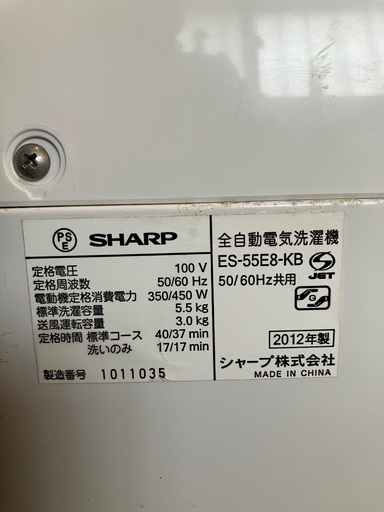 PS
E
SHARP
定格電圧 100 V
定格周波数 50/60 Hz
電動機定格消費電力 350/450 W
標準洗濯容量 5.5 kg
送風運転容量 3.0 kg
定格時間 標準コース 40/37 min
洗いのみ 17/17 min
製造番号 1011035
全自動電気洗濯機
ES-55E8-KB
50/60Hz共用
JET
G
2012年製
シャープ株式会社
MADE IN CHINA